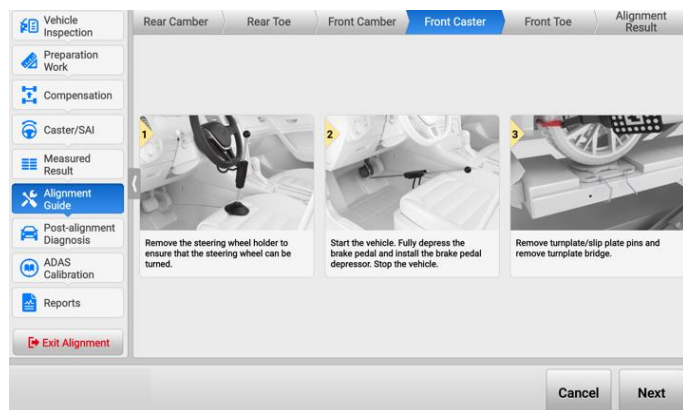 Vehicle
Inspection
Preparation
Work
Compensation
Caster/SAI
Measured
Result
Alignment
Guide
Post-alignment
Diagnosis
ADAS
Calibration
Reports
Exit Alignment
Rear Camber
Rear Toe
Front Camber
Front Caster
Front Toe
Alignment
Result
1
Remove the steering wheel holder to
ensure that the steering wheel can be
turned.
2
Start the vehicle. Fully depress the
brake pedal and install the brake pedal
depressor. Stop the vehicle.
3
Remove turnplate/slip plate pins and
remove turnplate bridge.
Cancel
Next